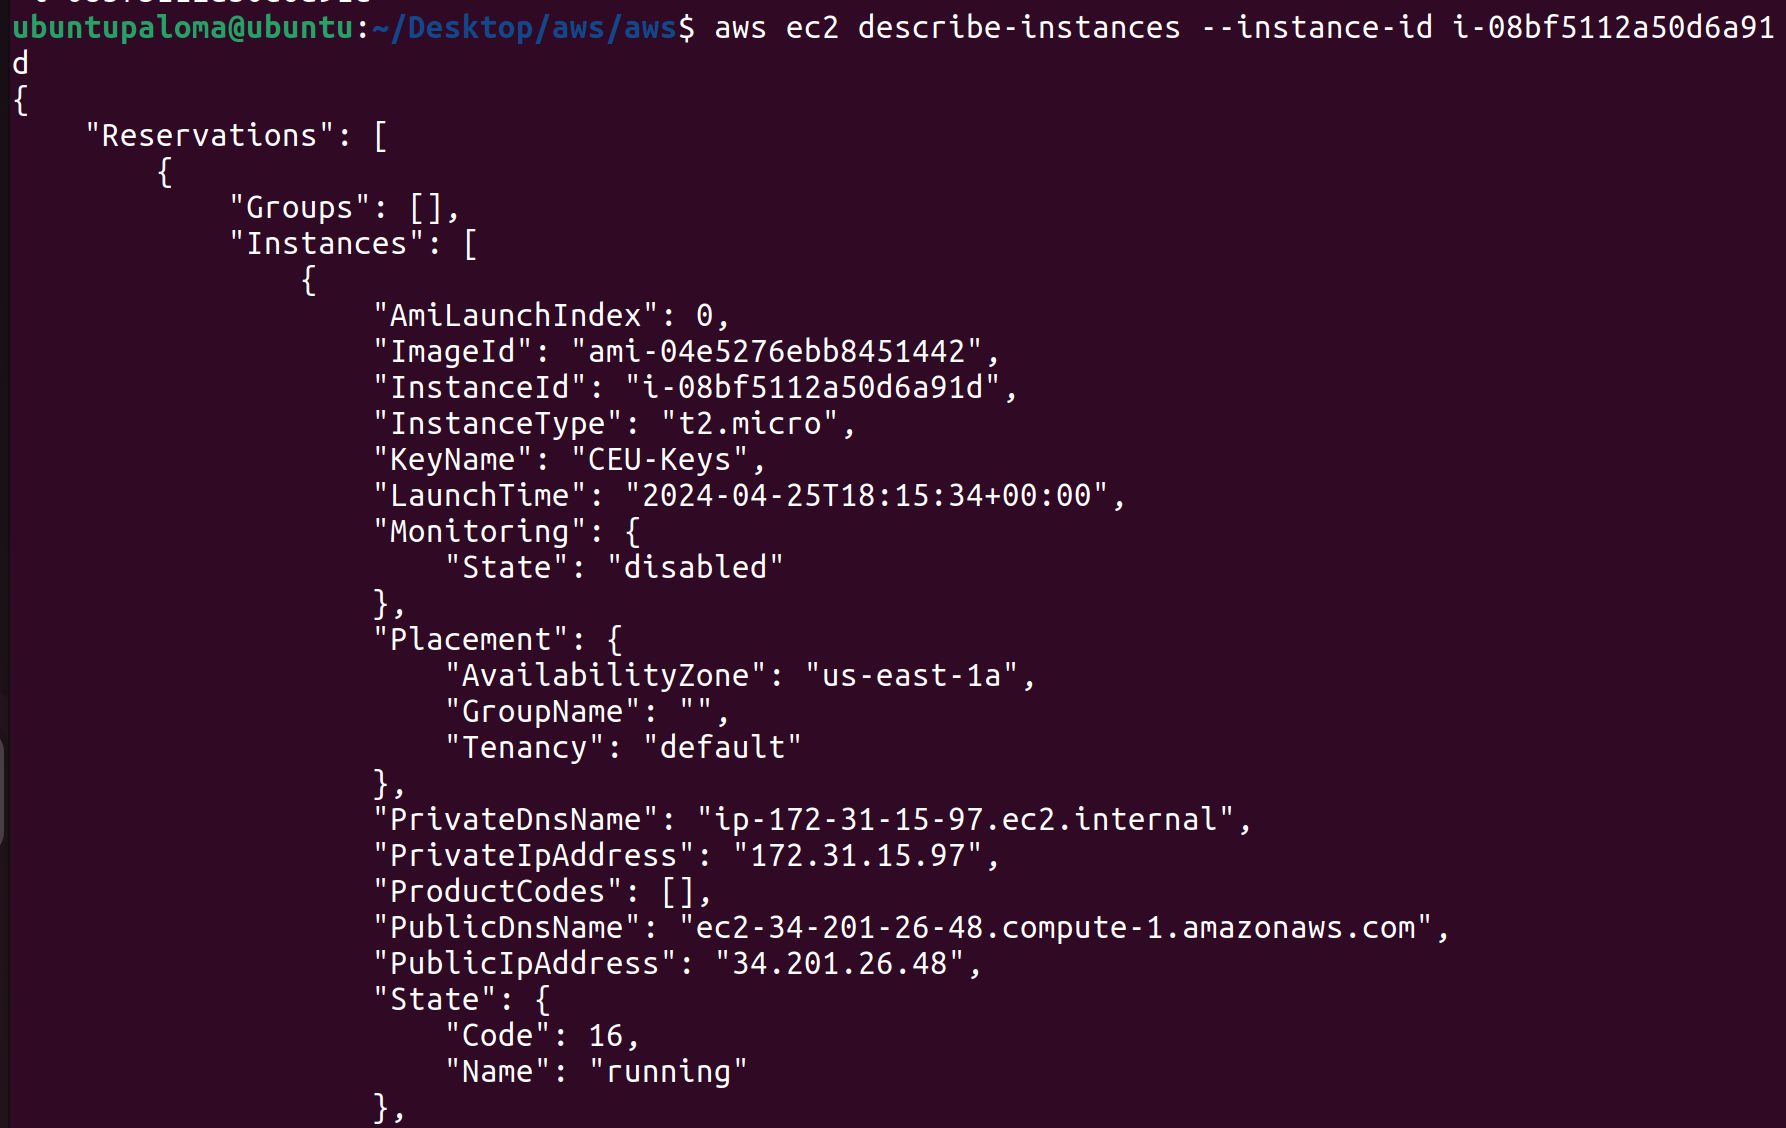 ubuntupaloma@ubuntu:~/Desktop/aws/aws$ aws ec2 describe-instances --instance-id i-08bf5112a50d6a91
d
{
    "Reservations": [
        {
            "Groups": [],
            "Instances": [
                {
                    "AmiLaunchIndex": 0,
                    "ImageId": "ami-04e5276ebb8451442",
                    "InstanceId": "i-08bf5112a50d6a91d",
                    "InstanceType": "t2.micro",
                    "KeyName": "CEU-Keys",
                    "LaunchTime": "2024-04-25T18:15:34+00:00",
                    "Monitoring": {
                        "State": "disabled"
                    },
                    "Placement": {
                        "AvailabilityZone": "us-east-1a",
                        "GroupName": "",
                        "Tenancy": "default"
                    },
                    "PrivateDnsName": "ip-172-31-15-97.ec2.internal",
                    "PrivateIpAddress": "172.31.15.97",
                    "ProductCodes": [],
                    "PublicDnsName": "ec2-34-201-26-48.compute-1.amazonaws.com",
                    "PublicIpAddress": "34.201.26.48",
                    "State": {
                        "Code": 16,
                        "Name": "running"
                    },